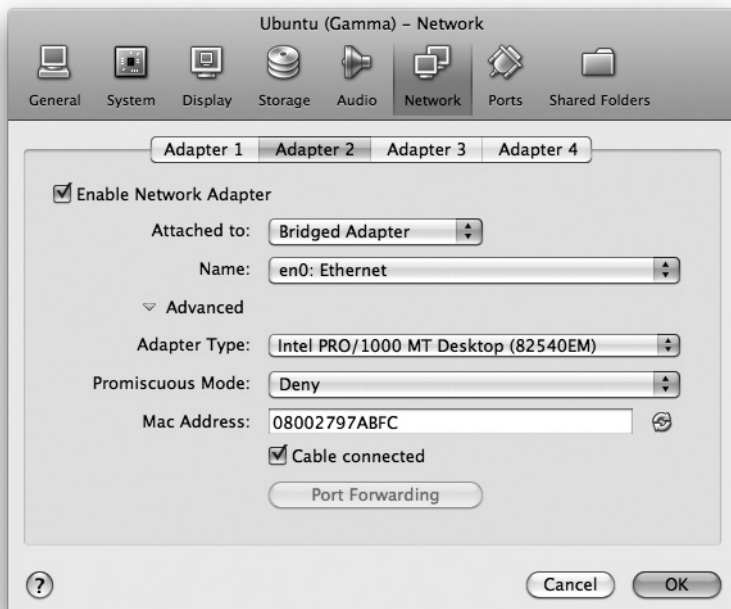 Ubuntu (Gamma) – Network
General System Display Storage Audio Network Ports Shared Folders
Adapter 1 Adapter 2 Adapter 3 Adapter 4
Enable Network Adapter
Attached to: Bridged Adapter
Name: en0: Ethernet
Advanced
Adapter Type: Intel PRO/1000 MT Desktop (82540EM)
Promiscuous Mode: Deny
Mac Address: 08002797ABFC
Cable connected
Port Forwarding
? Cancel OK